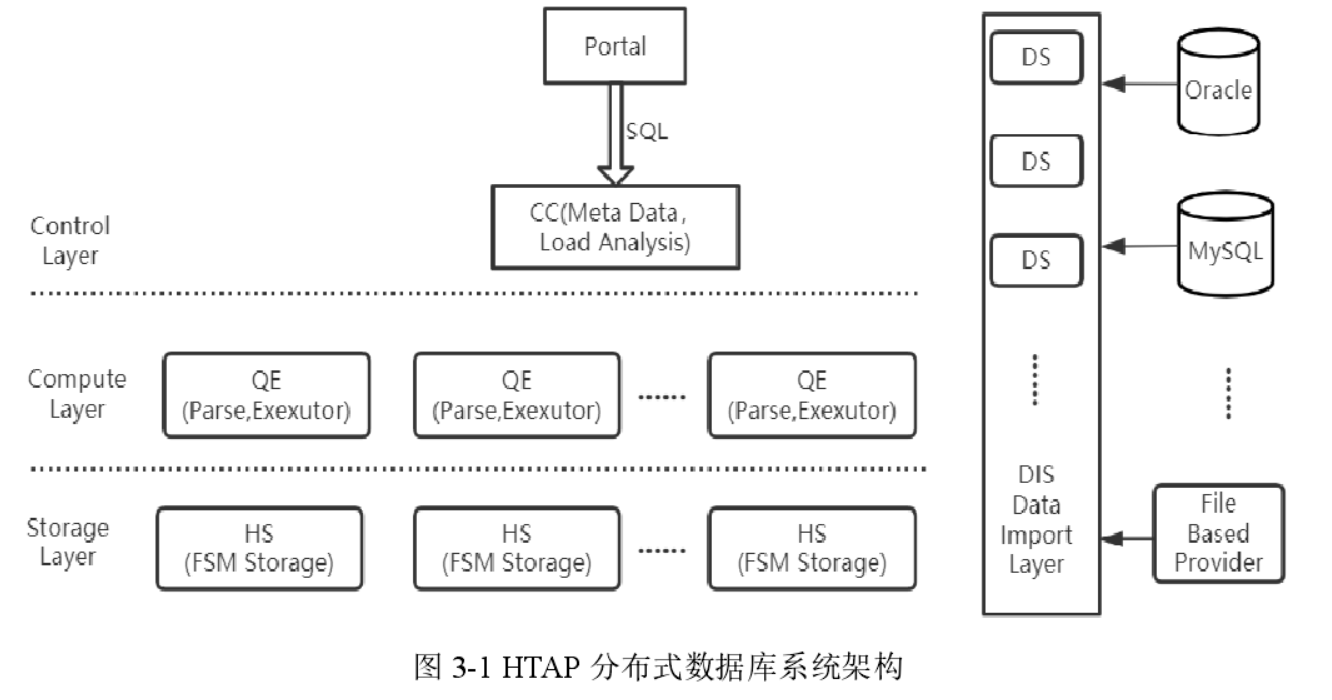 Portal
SQL
CC(Meta Data,
Load Analysis)
Control
Layer
Compute
Layer
QE
(Parse,Exexutor)
QE
(Parse,Exexutor)
......
QE
(Parse,Exexutor)
Storage
Layer
HS
(FSM Storage)
HS
(FSM Storage)
......
HS
(FSM Storage)
DS
DS
DS
DIS
Data
Import
Layer
Oracle
MySQL
File
Based
Provider
图 3-1 HTAP 分布式数据库系统架构